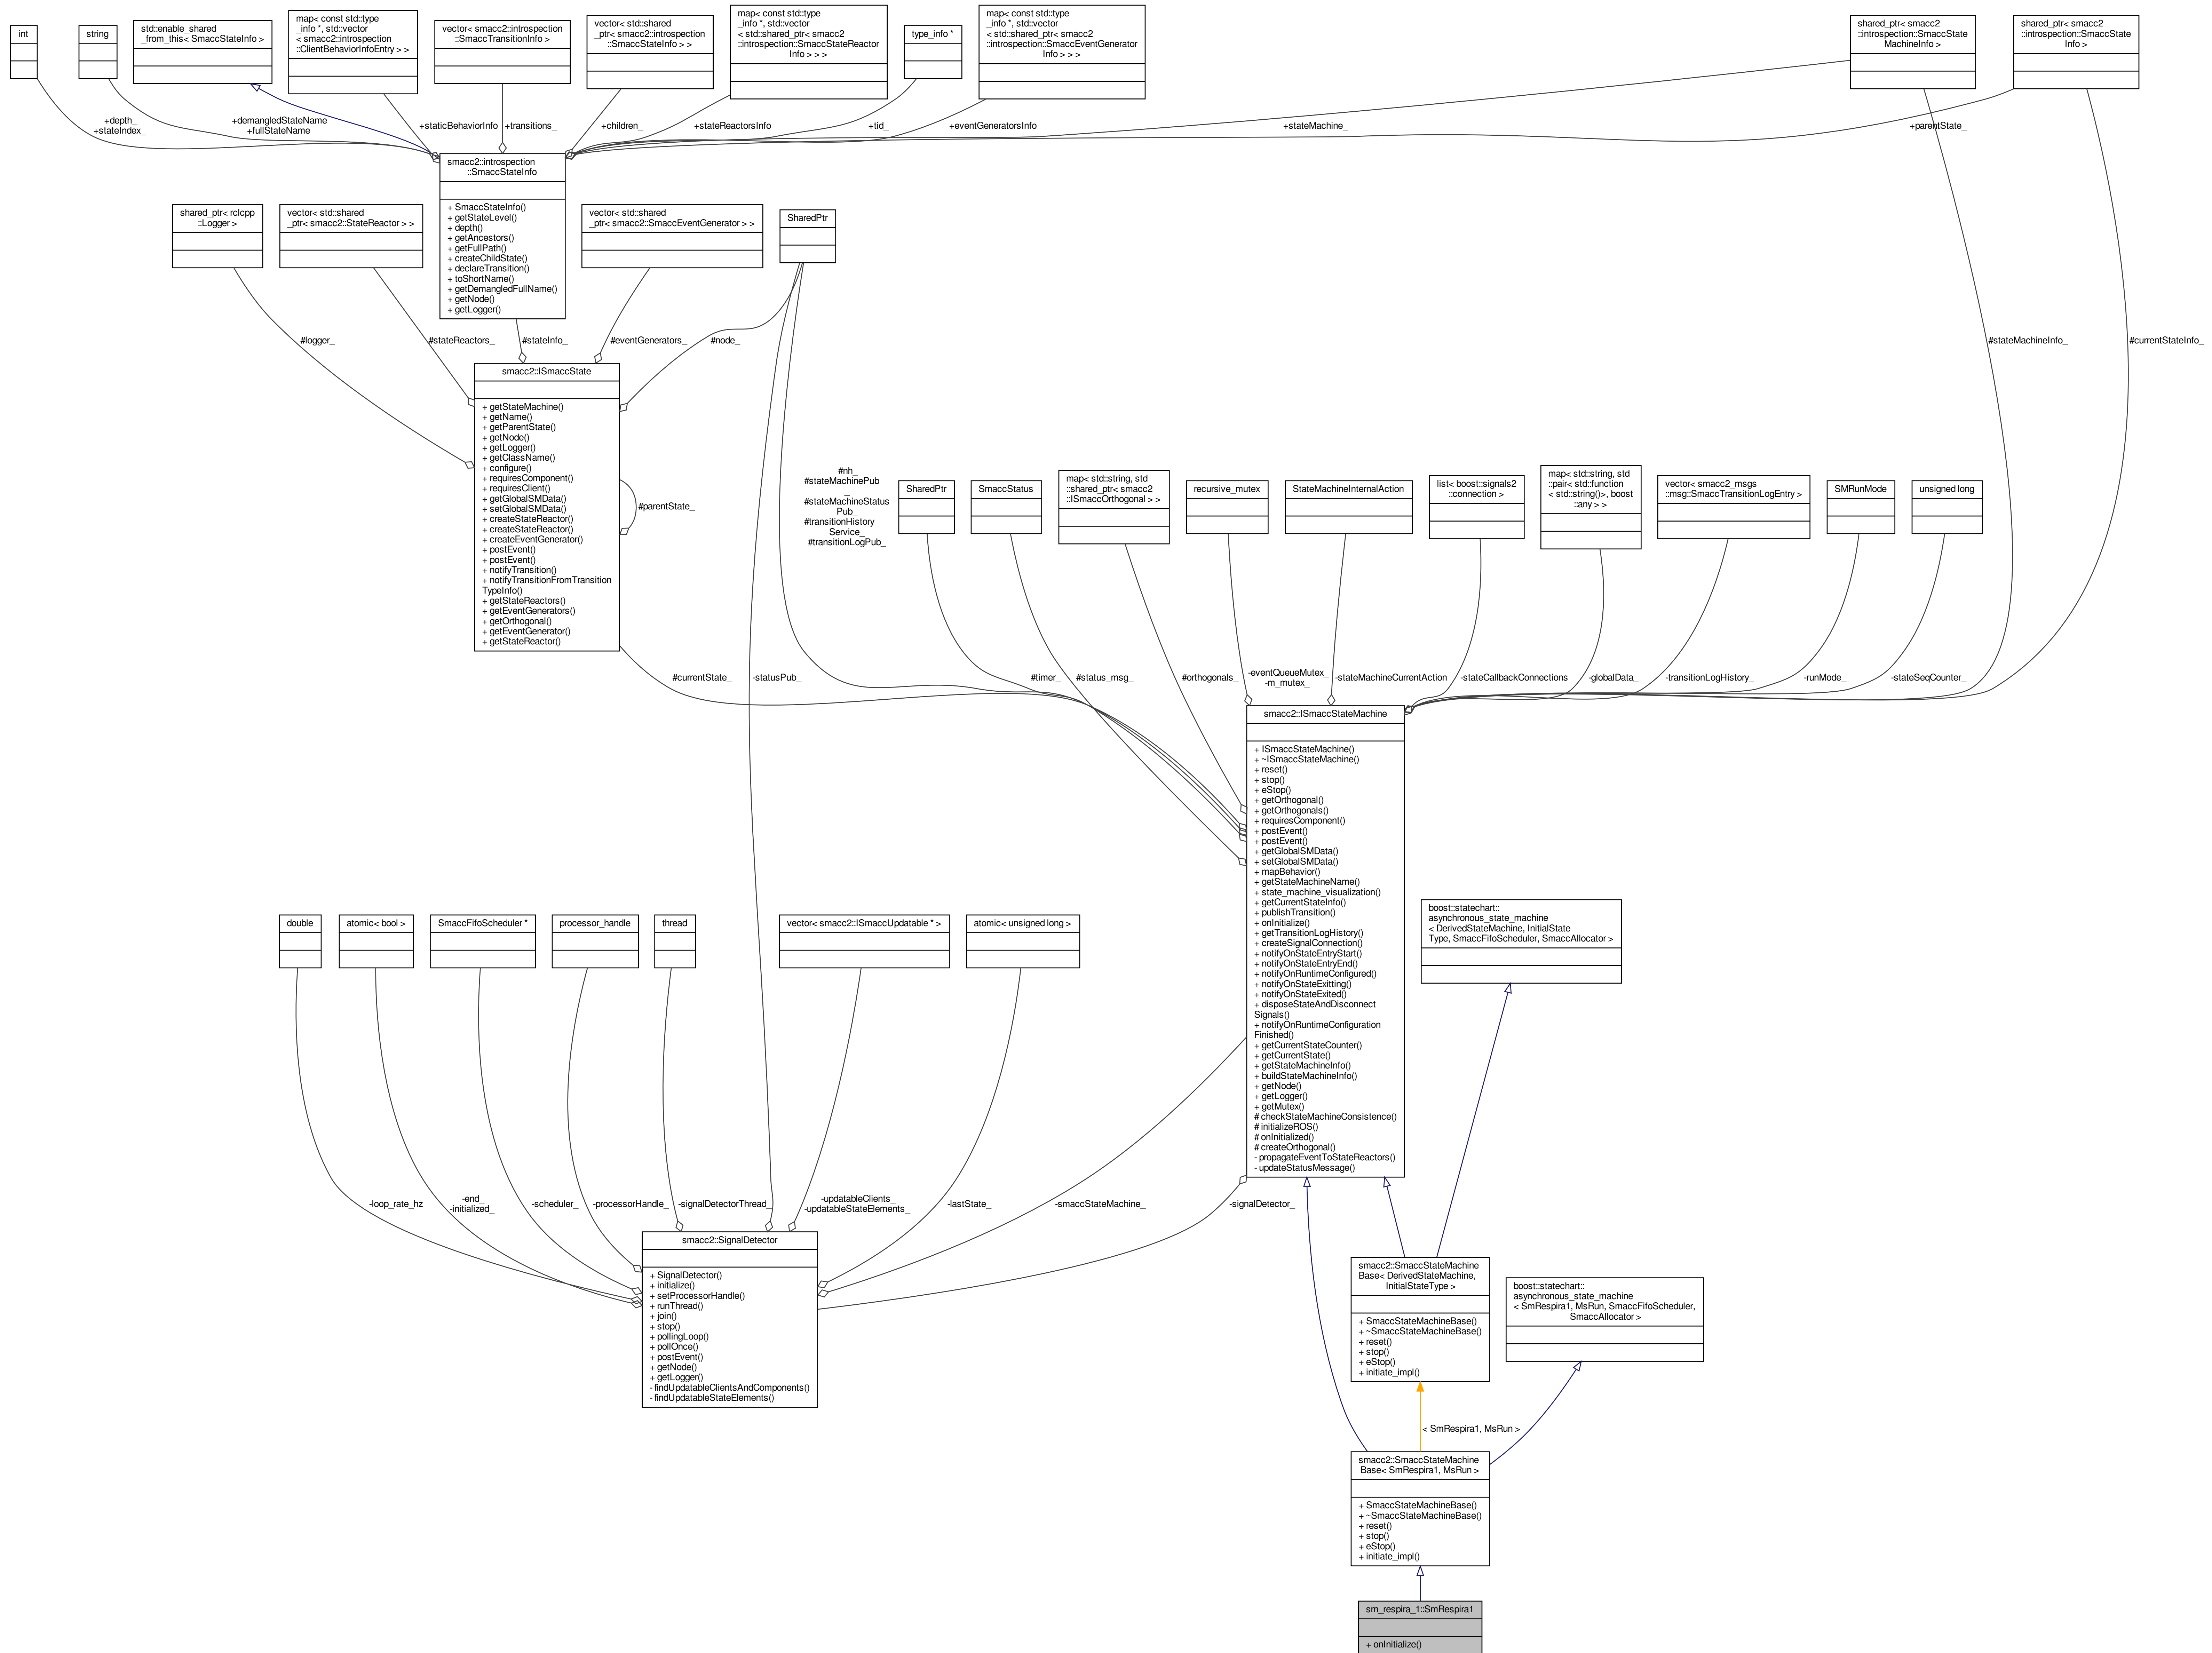 int
string
std::enable_shared
_from_this< SmaccStateInfo >
map< const std::type
_info *, std::vector
< smacc2::introspection
::ClientBehaviorInfoEntry > >
vector< smacc2::introspection
::SmaccTransitionInfo >
vector< std::shared
_ptr< smacc2::introspection
::SmaccStateInfo > >
map< const std::type
_info *, std::vector
< std::shared_ptr< smacc2
::introspection::SmaccStateReactor
Info > > >
type_info *
map< const std::type
_info *, std::vector
< std::shared_ptr< smacc2
::introspection::SmaccEventGenerator
Info > > >
shared_ptr< smacc2
::introspection::SmaccState
MachineInfo >
shared_ptr< smacc2
::introspection::SmaccState
Info >
+depth_
+stateIndex_
+demangledStateName
+fullStateName
+staticBehaviorInfo
+transitions_
+children_
+stateReactorsInfo
+tid_
+eventGeneratorsInfo
+stateMachine_
+parentState_
smacc2::introspection
::SmaccStateInfo
+ SmaccStateInfo()
+ getStateLevel()
+ depth()
+ getAncestors()
+ getFullPath()
+ createChildState()
+ declareTransition()
+ toShortName()
+ getDemangledFullName()
+ getNode()
+ getLogger()
shared_ptr< rclcpp
::Logger >
vector< std::shared
_ptr< smacc2::StateReactor > >
vector< std::shared
_ptr< smacc2::SmaccEventGenerator > >
SharedPtr
#logger_
#stateReactors_
#stateInfo_
#eventGenerators_
#node_
#stateMachineInfo_
#currentStateInfo_
smacc2::ISmaccState
+ getStateMachine()
+ getName()
+ getParentState()
+ getNode()
+ getLogger()
+ getClassName()
+ configure()
+ requiresComponent()
+ requiresClient()
+ getGlobalSMData()
+ setGlobalSMData()
+ createStateReactor()
+ createStateReactor()
+ createEventGenerator()
+ postEvent()
+ postEvent()
+ notifyTransition()
+ notifyTransitionFromTransition
TypeInfo()
+ getStateReactors()
+ getEventGenerators()
+ getOrthogonal()
+ getEventGenerator()
+ getStateReactor()
#parentState_
#nh_
#stateMachinePub
_
#stateMachineStatus
Pub_
#transitionHistory
Service_
#transitionLogPub_
SharedPtr
SmaccStatus
map< std::string, std
::shared_ptr< smacc2
::ISmaccOrthogonal > >
recursive_mutex
StateMachineInternalAction
list< boost::signals2
::connection >
map< std::string, std
::pair< std::function
< std::string()>, boost
::any > >
vector< smacc2_msgs
::msg::SmaccTransitionLogEntry >
SMRunMode
unsigned long
#currentState_
-statusPub_
#timer_
#status_msg_
#orthogonals_
-eventQueueMutex_
-m_mutex_
-stateMachineCurrentAction
-stateCallbackConnections
-globalData_
-transitionLogHistory_
-runMode_
-stateSeqCounter_
smacc2::ISmaccStateMachine
+ ISmaccStateMachine()
+ ~ISmaccStateMachine()
+ reset()
+ stop()
+ eStop()
+ getOrthogonal()
+ getOrthogonals()
+ requiresComponent()
+ postEvent()
+ postEvent()
+ getGlobalSMData()
+ setGlobalSMData()
+ mapBehavior()
+ getStateMachineName()
+ state_machine_visualization()
+ getCurrentStateInfo()
+ publishTransition()
+ onInitialize()
+ getTransitionLogHistory()
+ createSignalConnection()
+ notifyOnStateEntryStart()
+ notifyOnStateEntryEnd()
+ notifyOnRuntimeConfigured()
+ notifyOnStateExitting()
+ notifyOnStateExited()
+ disposeStateAndDisconnect
Signals()
+ notifyOnRuntimeConfiguration
Finished()
+ getCurrentStateCounter()
+ getCurrentState()
+ getStateMachineInfo()
+ buildStateMachineInfo()
+ getNode()
+ getLogger()
+ getMutex()
# checkStateMachineConsistence()
# initializeROS()
# onInitialized()
# createOrthogonal()
- propagateEventToStateReactors()
- updateStatusMessage()
double
atomic< bool >
SmaccFifoScheduler *
processor_handle
thread
vector< smacc2::ISmaccUpdatable * >
atomic< unsigned long >
boost::statechart::
asynchronous_state_machine
< DerivedStateMachine, InitialState
Type, SmaccFifoScheduler, SmaccAllocator >
-loop_rate_hz
-end_
-initialized_
-scheduler_
-processorHandle_
-signalDetectorThread_
-updatableClients_
-updatableStateElements_
-lastState_
-smaccStateMachine_
-signalDetector_
smacc2::SignalDetector
+ SignalDetector()
+ initialize()
+ setProcessorHandle()
+ runThread()
+ join()
+ stop()
+ pollingLoop()
+ pollOnce()
+ postEvent()
+ getNode()
+ getLogger()
- findUpdatableClientsAndComponents()
- findUpdatableStateElements()
smacc2::SmaccStateMachine
Base< DerivedStateMachine,
InitialStateType >
+ SmaccStateMachineBase()
+ ~SmaccStateMachineBase()
+ reset()
+ stop()
+ eStop()
+ initiate_impl()
boost::statechart::
asynchronous_state_machine
< SmRespira1, MsRun, SmaccFifoScheduler,
SmaccAllocator >
< SmRespira1, MsRun >
smacc2::SmaccStateMachine
Base< SmRespira1, MsRun >
+ SmaccStateMachineBase()
+ ~SmaccStateMachineBase()
+ reset()
+ stop()
+ eStop()
+ initiate_impl()
sm_respira_1::SmRespira1
+ onInitialize()